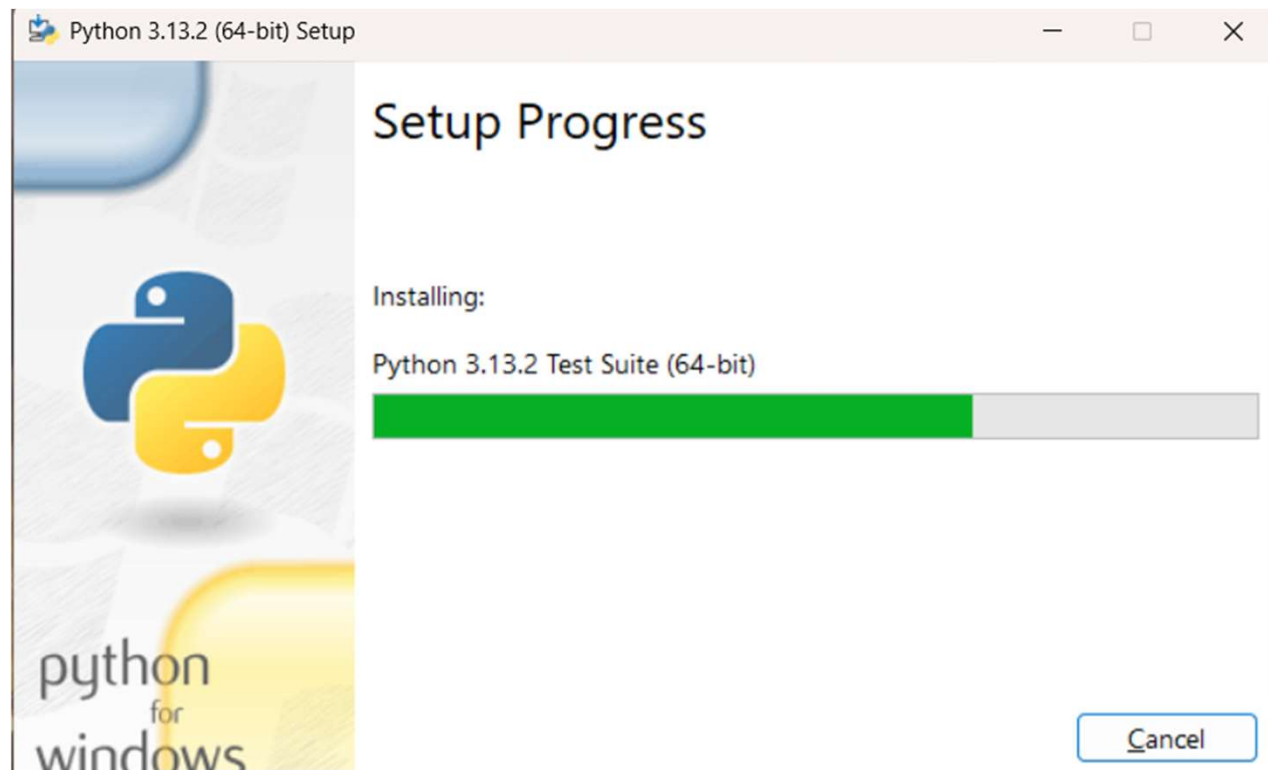 Python 3.13.2 (64-bit) Setup
Setup Progress
Installing:
Python 3.13.2 Test Suite (64-bit)
python
for
windows
Cancel